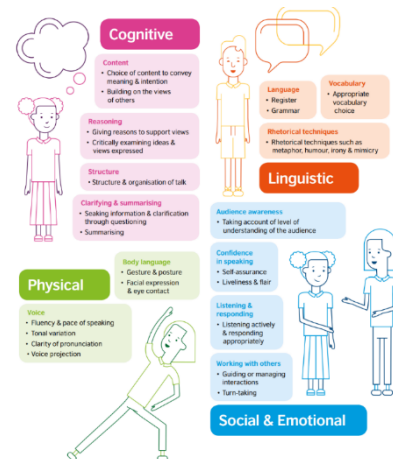 Cognitive
Content
• Choice of content to convey
meaning & intention
• Building on the views
of others
Reasoning
• Giving reasons to support views
• Critically examining ideas &
views expressed
Structure
• Structure & organisation of talk
Clarifying & summarising
• Seeking information & clarification
through questioning
• Summarising
Language
• Register
• Grammar
Vocabulary
• Appropriate
vocabulary
choice
Rhetorical techniques
• Rhetorical techniques such as
metaphor, humour, irony & mimicry
Linguistic
Body language
• Gesture & posture
• Facial expression
& eye contact
Physical
Voice
• Fluency & pace of speaking
• Tonal variation
• Clarity of pronunciation
• Voice projection
Audience awareness
• Taking account of level of
understanding of the audience
Confidence
in speaking
• Self-assurance
• Liveliness & flair
Listening &
responding
• Listening actively
& responding
appropriately
Working with others
• Guiding or managing
interactions
• Turn-taking
Social & Emotional